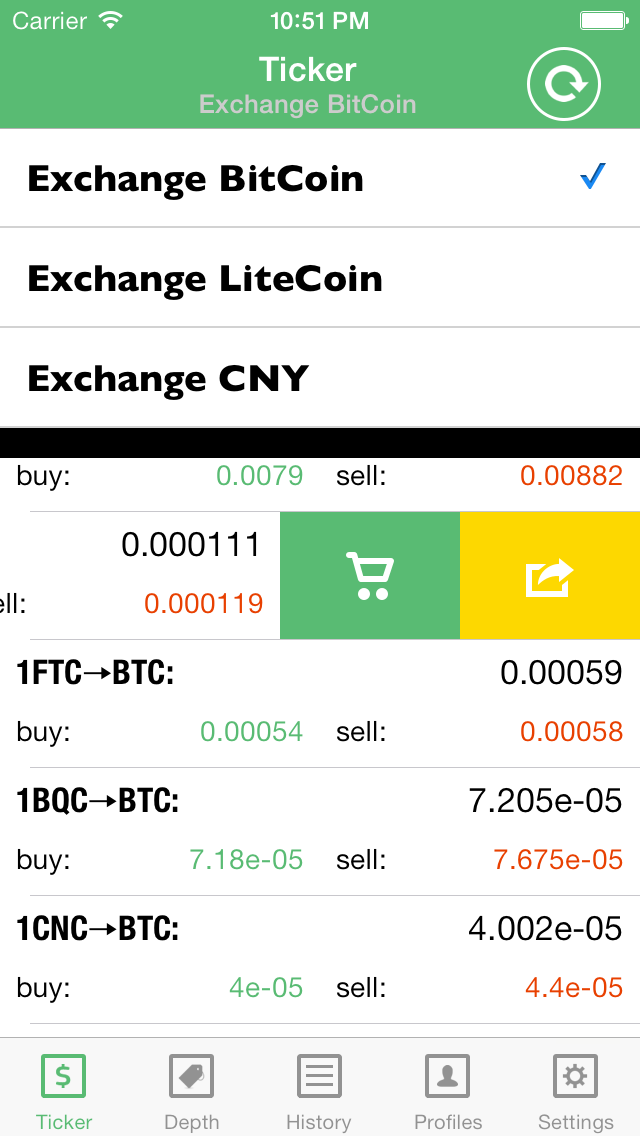 Carrier 10:51 PM
Ticker
Exchange BitCoin
Exchange BitCoin
Exchange LiteCoin
Exchange CNY
buy: 0.0079 sell: 0.00882
0.000111
ell: 0.000119
1FTC→BTC: 0.00059
buy: 0.00054 sell: 0.00058
1BQC→BTC: 7.205e-05
buy: 7.18e-05 sell: 7.675e-05
1CNC→BTC: 4.002e-05
buy: 4e-05 sell: 4.4e-05
$
Ticker Depth History Profiles Settings